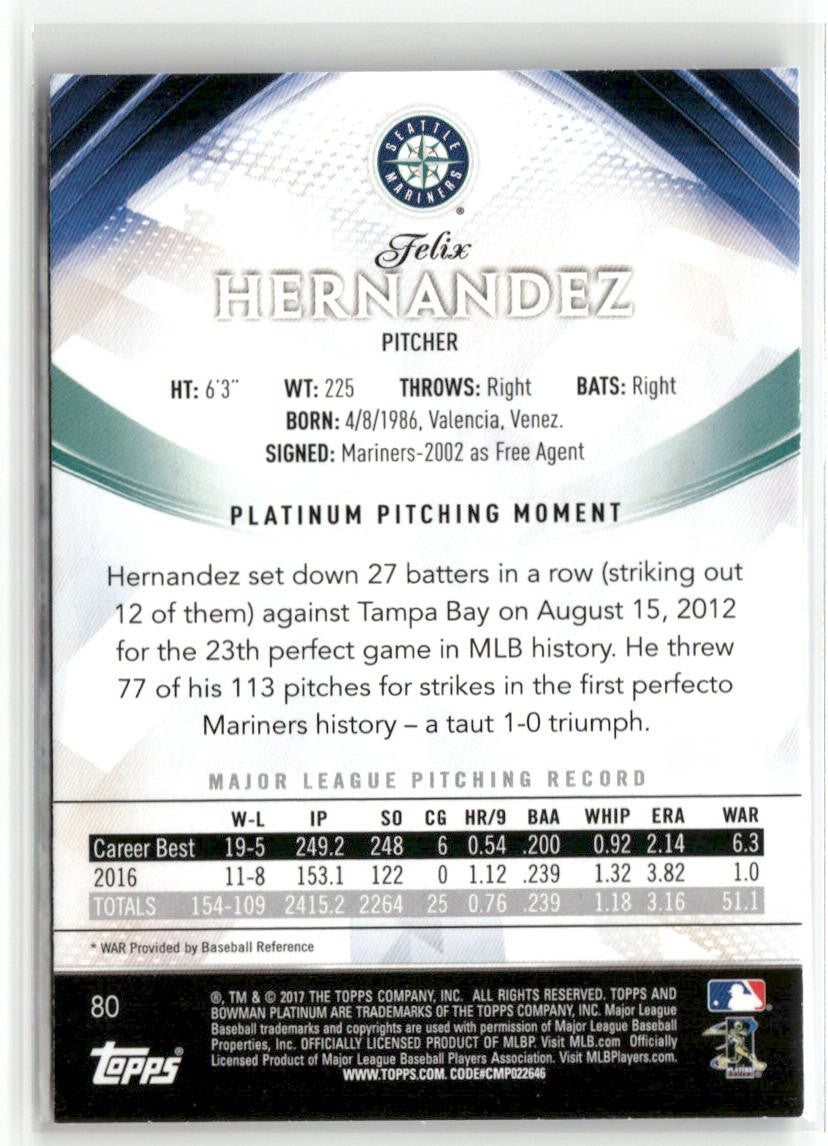 SEATTLE
MARINERS
®
Felix
HERNANDEZ
PITCHER
HT: 6'3" WT: 225 THROWS: Right BATS: Right
BORN: 4/8/1986, Valencia, Venez.
SIGNED: Mariners-2002 as Free Agent
PLATINUM PITCHING MOMENT
Hernandez set down 27 batters in a row (striking out
12 of them) against Tampa Bay on August 15, 2012
for the 23th perfect game in MLB history. He threw
77 of his 113 pitches for strikes in the first perfecto
Mariners history – a taut 1-0 triumph.
MAJOR LEAGUE PITCHING RECORD
W-L IP SO CG HR/9 BAA WHIP ERA WAR
Career Best 19-5 249.2 248 6 0.54 .200 0.92 2.14 6.3
2016 11-8 153.1 122 0 1.12 .239 1.32 3.82 1.0
TOTALS 154-109 2415.2 2264 25 0.76 .239 1.18 3.16 51.1
* WAR Provided by Baseball Reference
80
®, TM & © 2017 THE TOPPS COMPANY, INC. ALL RIGHTS RESERVED. TOPPS AND
BOWMAN PLATINUM ARE TRADEMARKS OF THE TOPPS COMPANY, INC. Major League
Baseball trademarks and copyrights are used with permission of Major League Baseball
Properties, Inc. OFFICIALLY LICENSED PRODUCT OF MLBP. Visit MLB.com Officially
Licensed Product of Major League Baseball Players Association. Visit MLBPlayers.com.
WWW.TOPPS.COM. CODE#CMP022646
Topps®